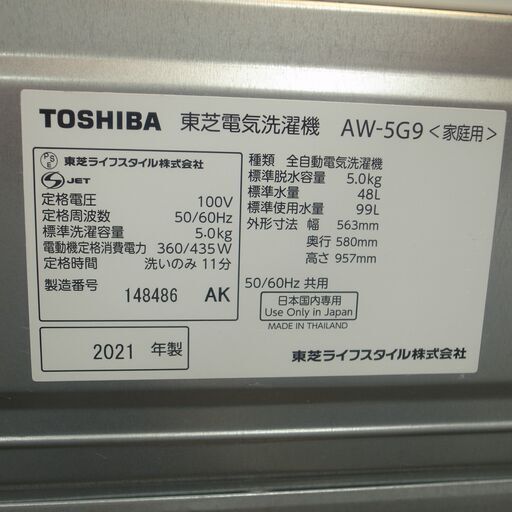 TOSHIBA 東芝電気洗濯機 AW-5G9<家庭用>
PSE 東芝ライフスタイル株式会社
S JET
定格電圧 100V
定格周波数 50/60Hz
標準洗濯容量 5.0kg
電動機定格消費電力 360/435W
定格時間 洗いのみ 11分
製造番号 148486 AK
2021 年製
種類 全自動電気洗濯機
標準脱水容量 5.0kg
標準水量 48L
標準使用水量 99L
外形寸法 幅 563mm
奥行 580mm
高さ 957mm
50/60Hz 共用
日本国内専用
Use Only in Japan
MADE IN THAILAND
東芝ライフスタイル株式会社